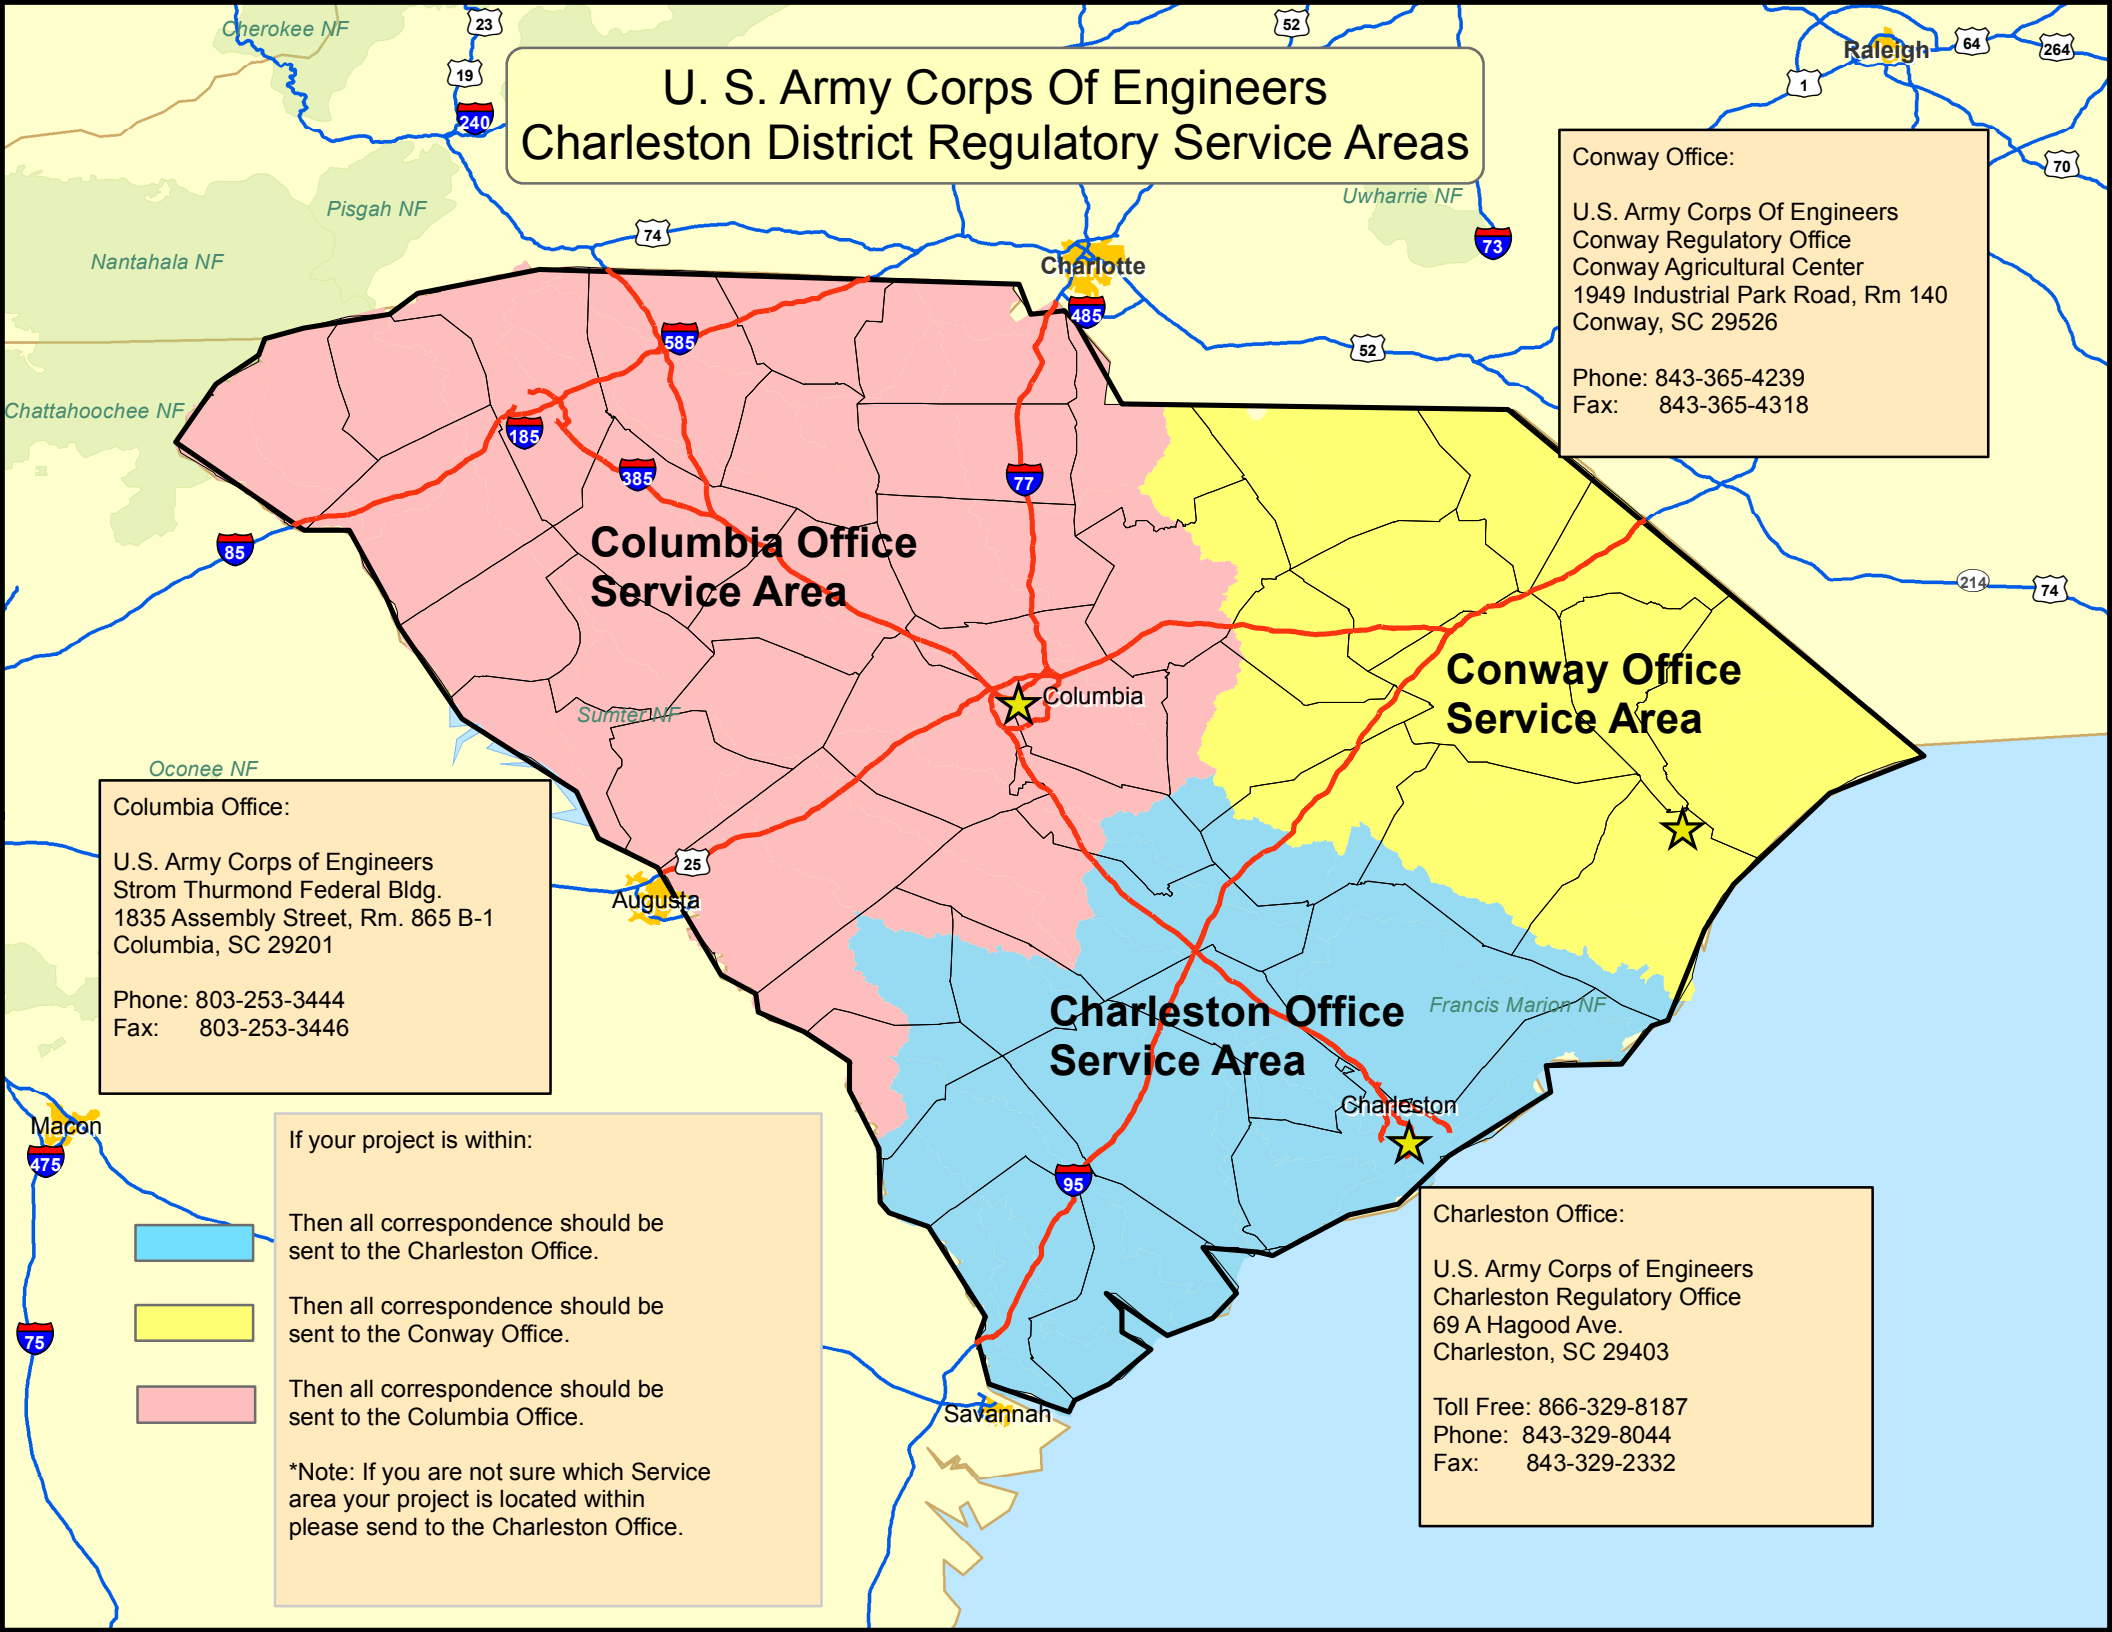 U. S. Army Corps Of Engineers
Charleston District Regulatory Service Areas
Cherokee NF
23
19
240
52
Raleigh
64
264
1
70
Pisgah NF
Nantahala NF
74
Uwharrie NF
73
Charlotte
485
52
Chattahoochee NF
85
585
185
385
77
214
74
Conway Office:
U.S. Army Corps Of Engineers
Conway Regulatory Office
Conway Agricultural Center
1949 Industrial Park Road, Rm 140
Conway, SC 29526
Phone: 843-365-4239
Fax: 843-365-4318
Columbia Office
Service Area
Conway Office
Service Area
Columbia
Sumter NF
Oconee NF
25
Augusta
Columbia Office:
U.S. Army Corps of Engineers
Strom Thurmond Federal Bldg.
1835 Assembly Street, Rm. 865 B-1
Columbia, SC 29201
Phone: 803-253-3444
Fax: 803-253-3446
Charleston Office
Service Area
Francis Marion NF
Charleston
95
Macon
475
75
Savannah
If your project is within:
Then all correspondence should be
sent to the Charleston Office.
Then all correspondence should be
sent to the Conway Office.
Then all correspondence should be
sent to the Columbia Office.
*Note: If you are not sure which Service
area your project is located within
please send to the Charleston Office.
Charleston Office:
U.S. Army Corps of Engineers
Charleston Regulatory Office
69 A Hagood Ave.
Charleston, SC 29403
Toll Free: 866-329-8187
Phone: 843-329-8044
Fax: 843-329-2332